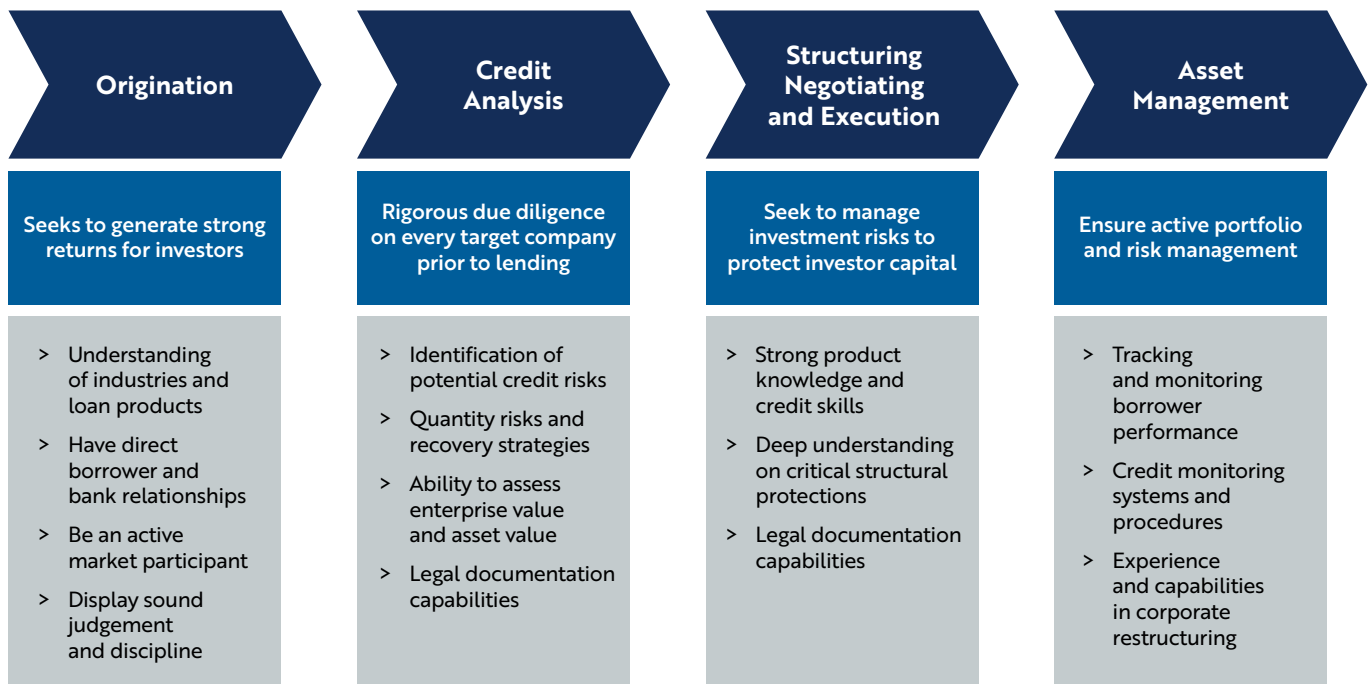 Origination
Seeks to generate strong
returns for investors
> Understanding
of industries and
loan products
> Have direct
borrower and
bank relationships
> Be an active
market participant
> Display sound
judgement
and discipline
Credit
Analysis
Rigorous due diligence
on every target company
prior to lending
> Identification of
potential credit risks
> Quantity risks and
recovery strategies
> Ability to assess
enterprise value
and asset value
> Legal documentation
capabilities
Structuring
Negotiating
and Execution
Seek to manage
investment risks to
protect investor capital
> Strong product
knowledge and
credit skills
> Deep understanding
on critical structural
protections
> Legal documentation
capabilities
Asset
Management
Ensure active portfolio
and risk management
> Tracking
and monitoring
borrower
performance
> Credit monitoring
systems and
procedures
> Experience
and capabilities
in corporate
restructuring